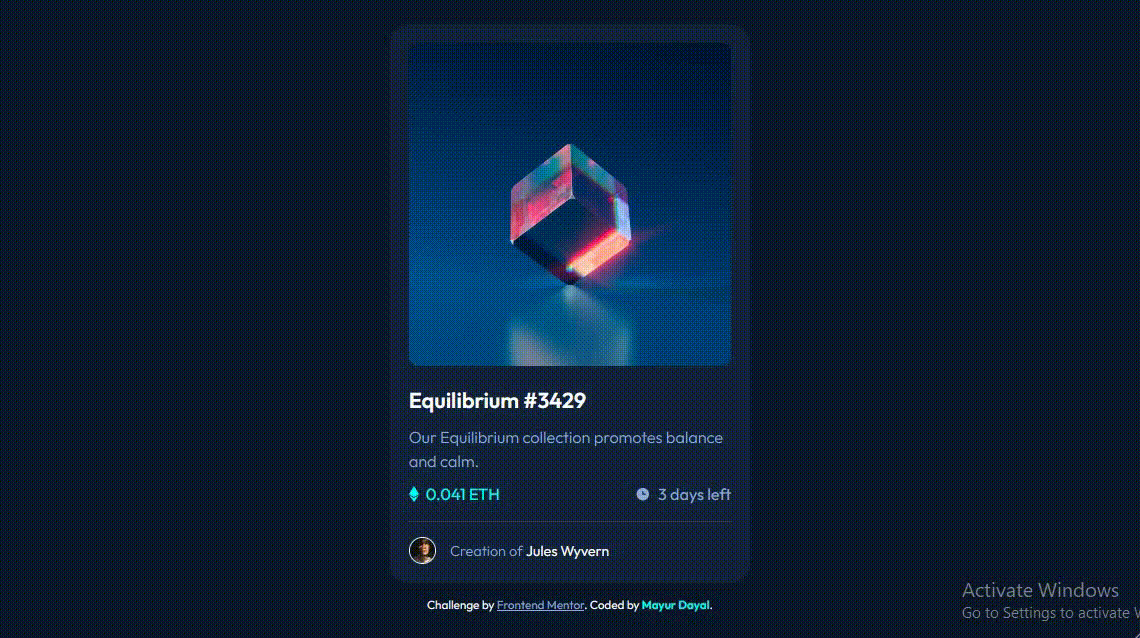 Equilibrium #3429
Our Equilibrium collection promotes balance
and calm.
0.041 ETH
3 days left
Creation of Jules Wyvern
Challenge by Frontend Mentor. Coded by Mayur Dayal.
Activate Windows
Go to Settings to activate W